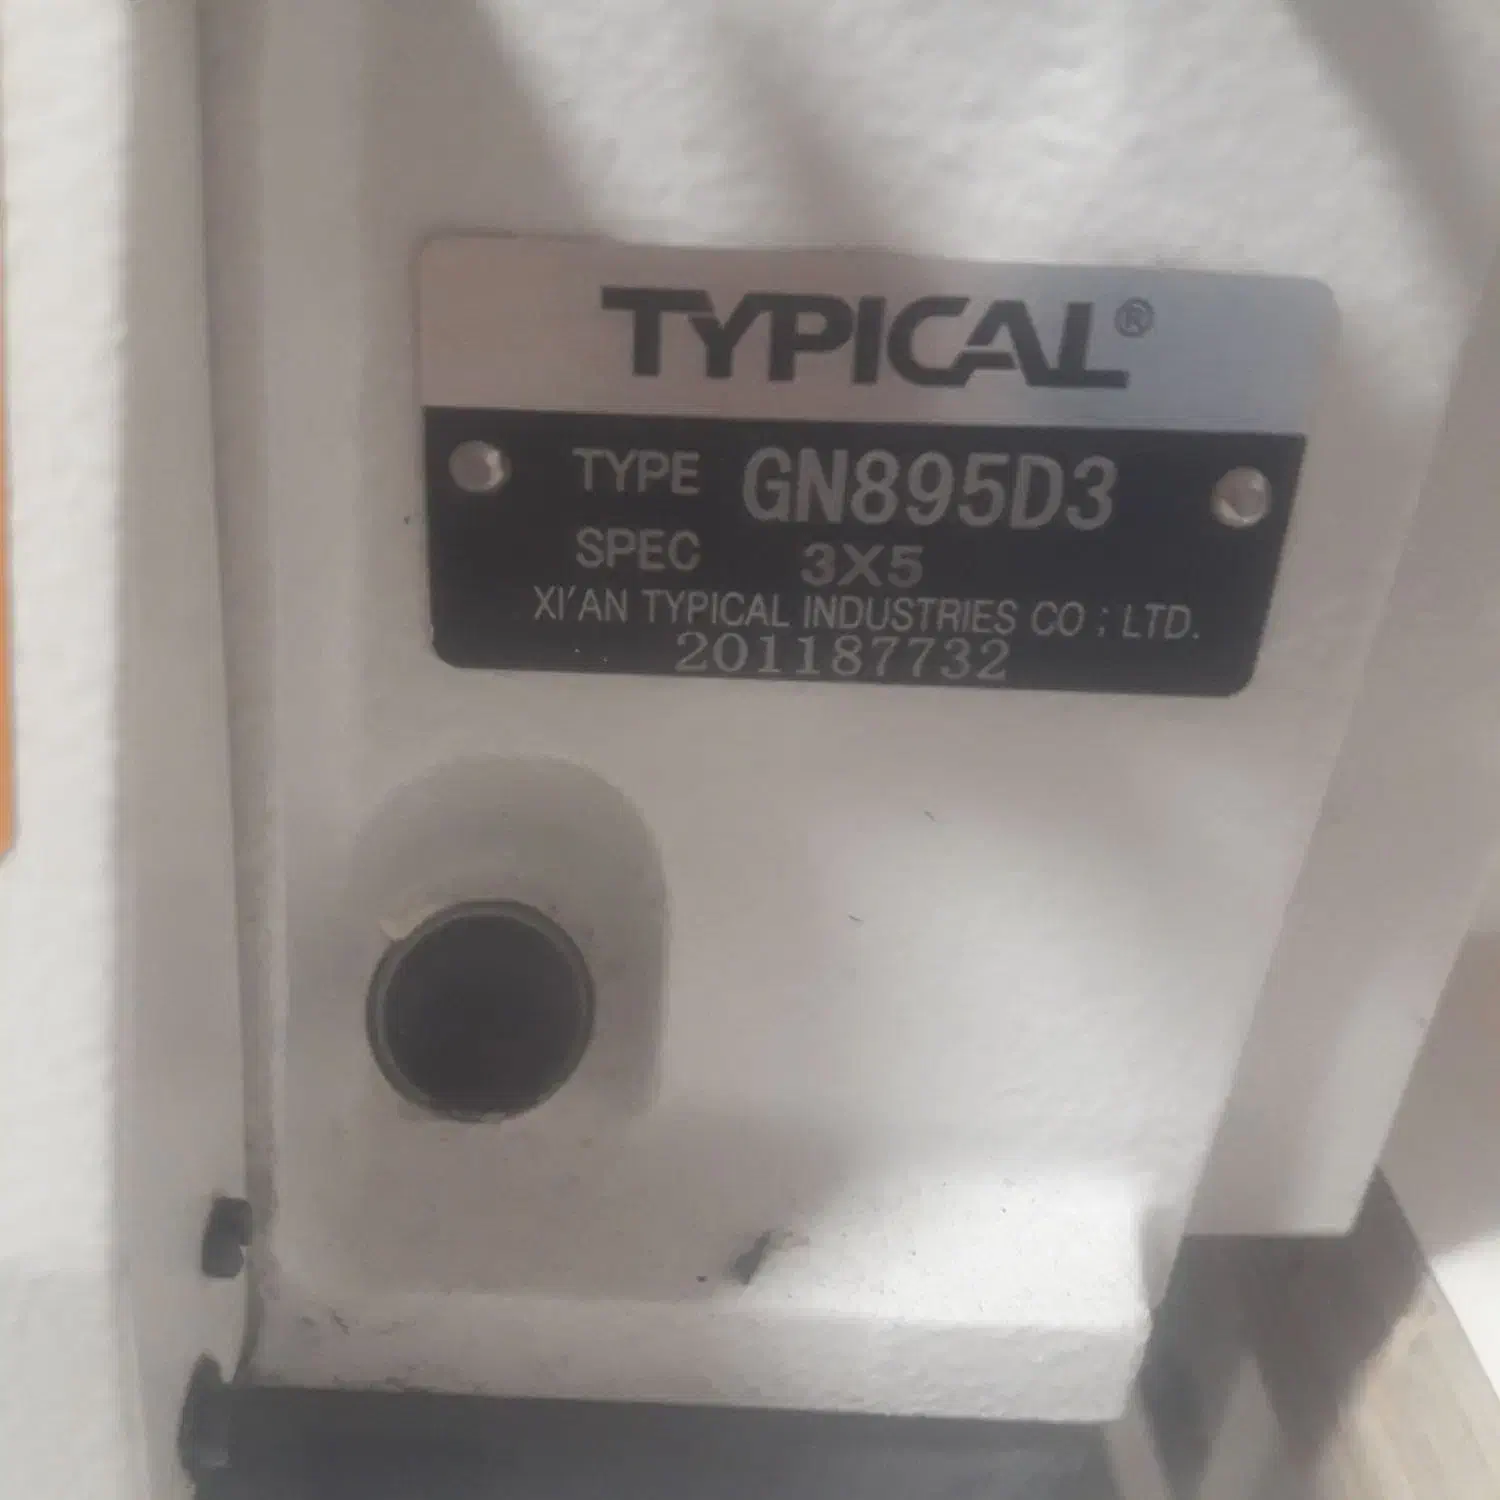 TYPICAL®
TYPE GN895D3
SPEC 3X5
XI'AN TYPICAL INDUSTRIES CO ; LTD.
201187732